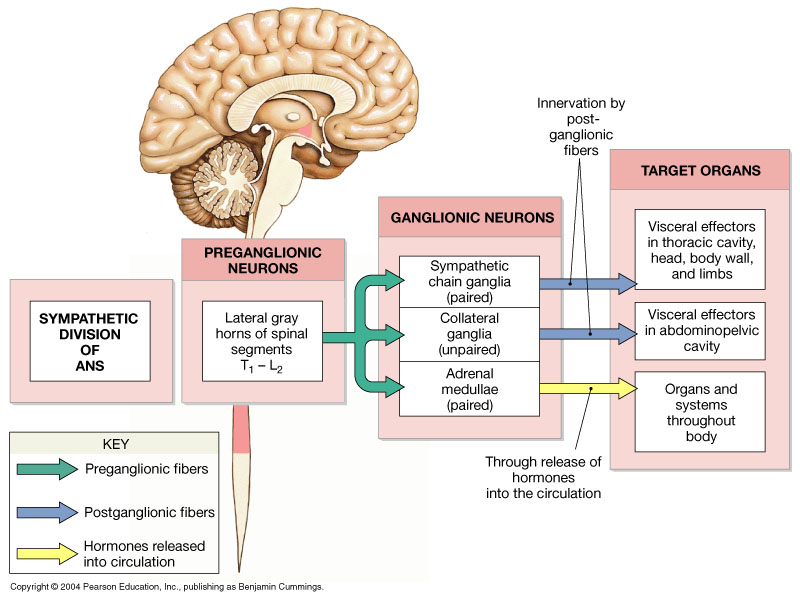 Innervation by
post-
ganglionic
fibers
TARGET ORGANS
GANGLIONIC NEURONS
PREGANGLIONIC
NEURONS
SYMPATHETIC
DIVISION
OF
ANS
Lateral gray
horns of spinal
segments
T₁ – L₂
Sympathetic
chain ganglia
(paired)
Collateral
ganglia
(unpaired)
Adrenal
medullae
(paired)
Visceral effectors
in thoracic cavity,
head, body wall,
and limbs
Visceral effectors
in abdominopelvic
cavity
Organs and
systems
throughout
body
Through release of
hormones
into the circulation
KEY
Preganglionic fibers
Postganglionic fibers
Hormones released
into circulation
Copyright © 2004 Pearson Education, Inc., publishing as Benjamin Cummings.